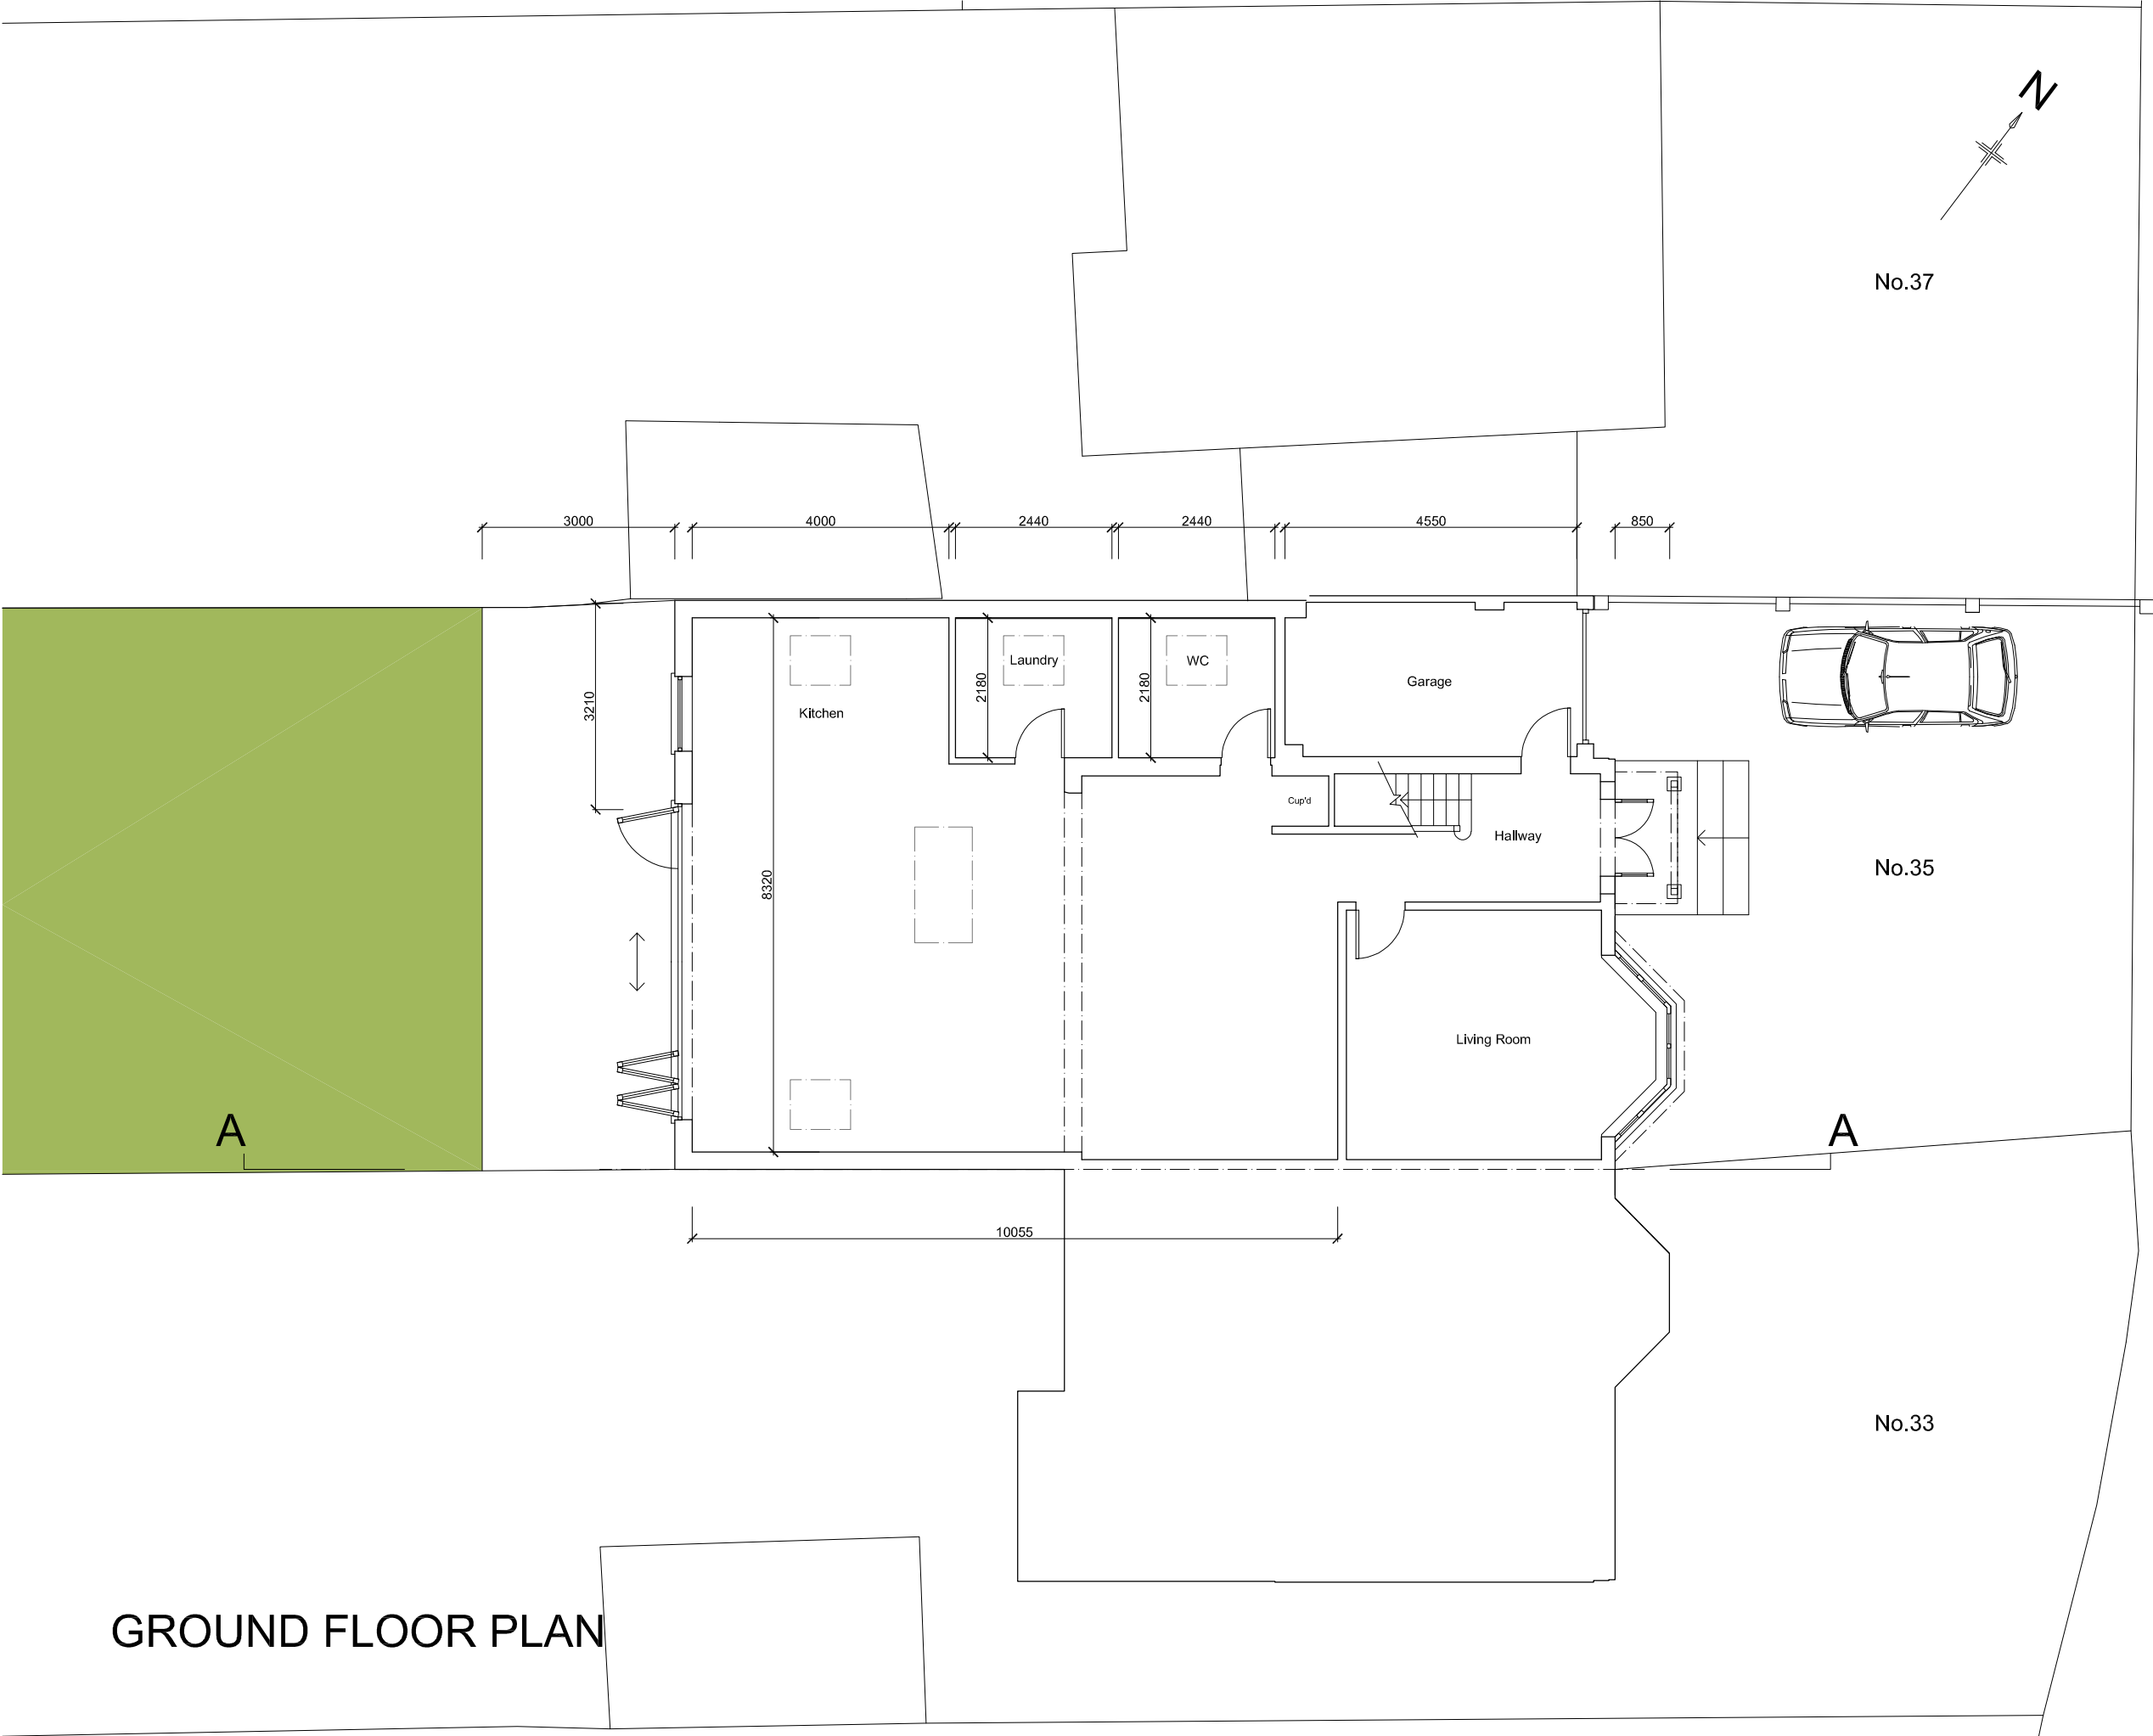 N
No.37
3000
4000
2440
2440
4550
850
Laundry
WC
Garage
2180
2180
3210
Kitchen
Cup'd
Hallway
No.35
8320
Living Room
A
A
10055
No.33
GROUND FLOOR PLAN